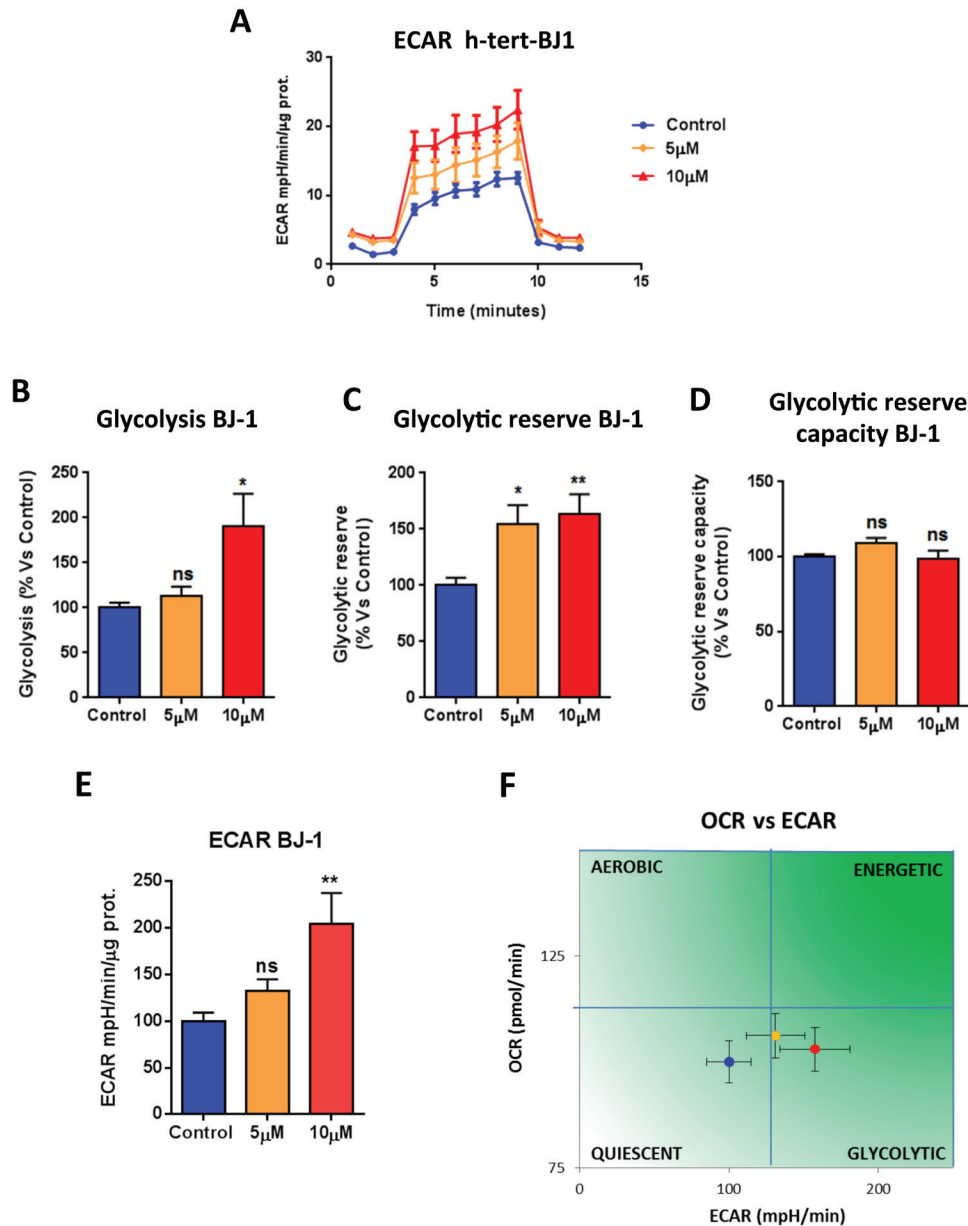 A
ECAR h-tert-BJ1
30
20
10
0
ECAR mpH/min/µg prot.
0
5
10
15
Time (minutes)
Control
5µM
10µM
B
Glycolysis BJ-1
250
200
150
100
50
0
Glycolysis (% Vs Control)
ns
*
Control
5µM
10µM
C
Glycolytic reserve BJ-1
200
150
100
50
0
Glycolytic reserve
(% Vs Control)
*
**
Control
5µM
10µM
D
Glycolytic reserve
capacity BJ-1
150
100
50
0
Glycolytic reserve capacity
(% Vs Control)
ns
ns
Control
5µM
10µM
E
ECAR BJ-1
250
200
150
100
50
0
ECAR mpH/min/µg prot.
ns
**
Control
5µM
10µM
F
OCR vs ECAR
AEROBIC
ENERGETIC
125
OCR (pmol/min)
QUIESCENT
GLYCOLYTIC
75
0
100
200
ECAR (mpH/min)